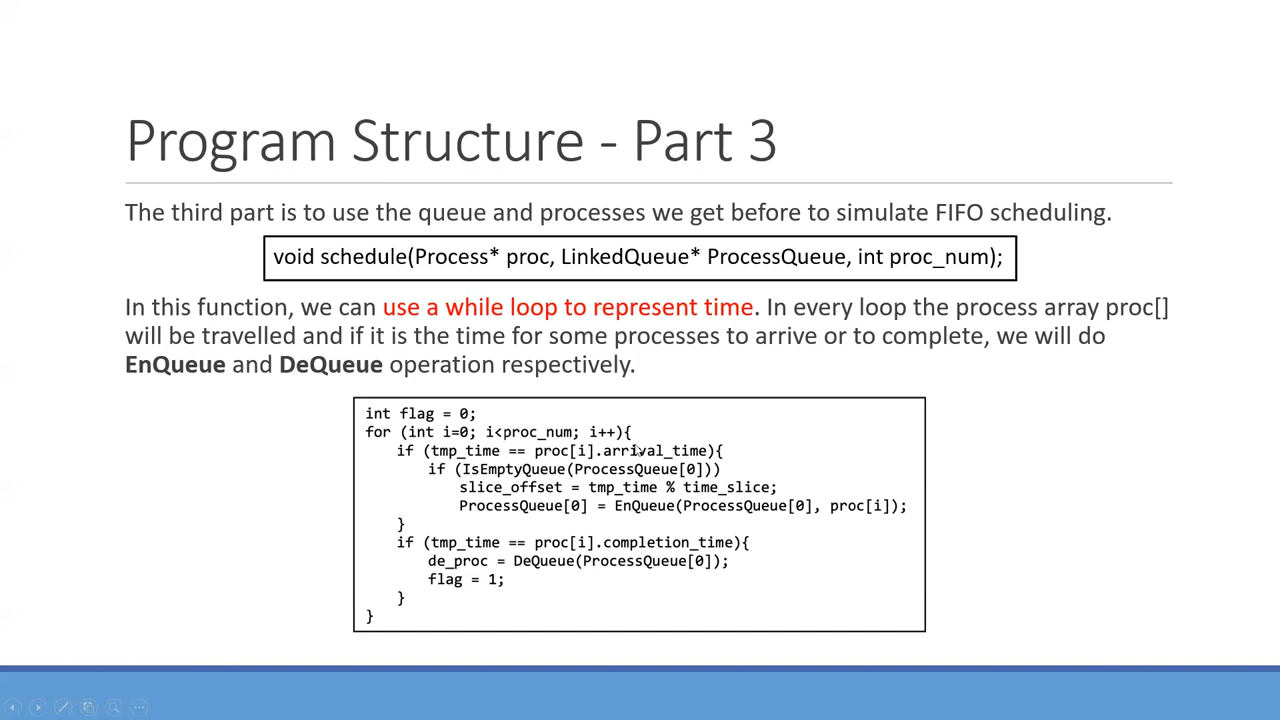 Program Structure - Part 3
The third part is to use the queue and processes we get before to simulate FIFO scheduling.
void schedule(Process* proc, LinkedQueue* ProcessQueue, int proc_num);
In this function, we can use a while loop to represent time. In every loop the process array proc[]
will be travelled and if it is the time for some processes to arrive or to complete, we will do
EnQueue and DeQueue operation respectively.
int flag = 0;
for (int i=0; i<proc_num; i++){
    if (tmp_time == proc[i].arrival_time){
        if (IsEmptyQueue(ProcessQueue[0]))
            slice_offset = tmp_time % time_slice;
            ProcessQueue[0] = EnQueue(ProcessQueue[0], proc[i]);
    }
    if (tmp_time == proc[i].completion_time){
        de_proc = DeQueue(ProcessQueue[0]);
        flag = 1;
    }
}